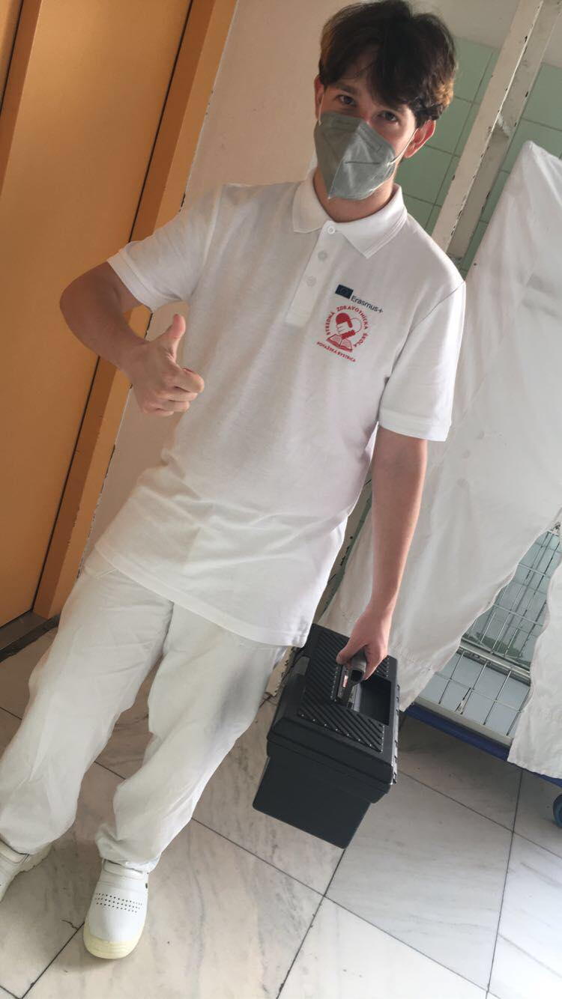 Erasmus+
STREDNÁ ZDRAVOTNÍCKA ŠKOLA
POVAŽSKÁ BYSTRICA